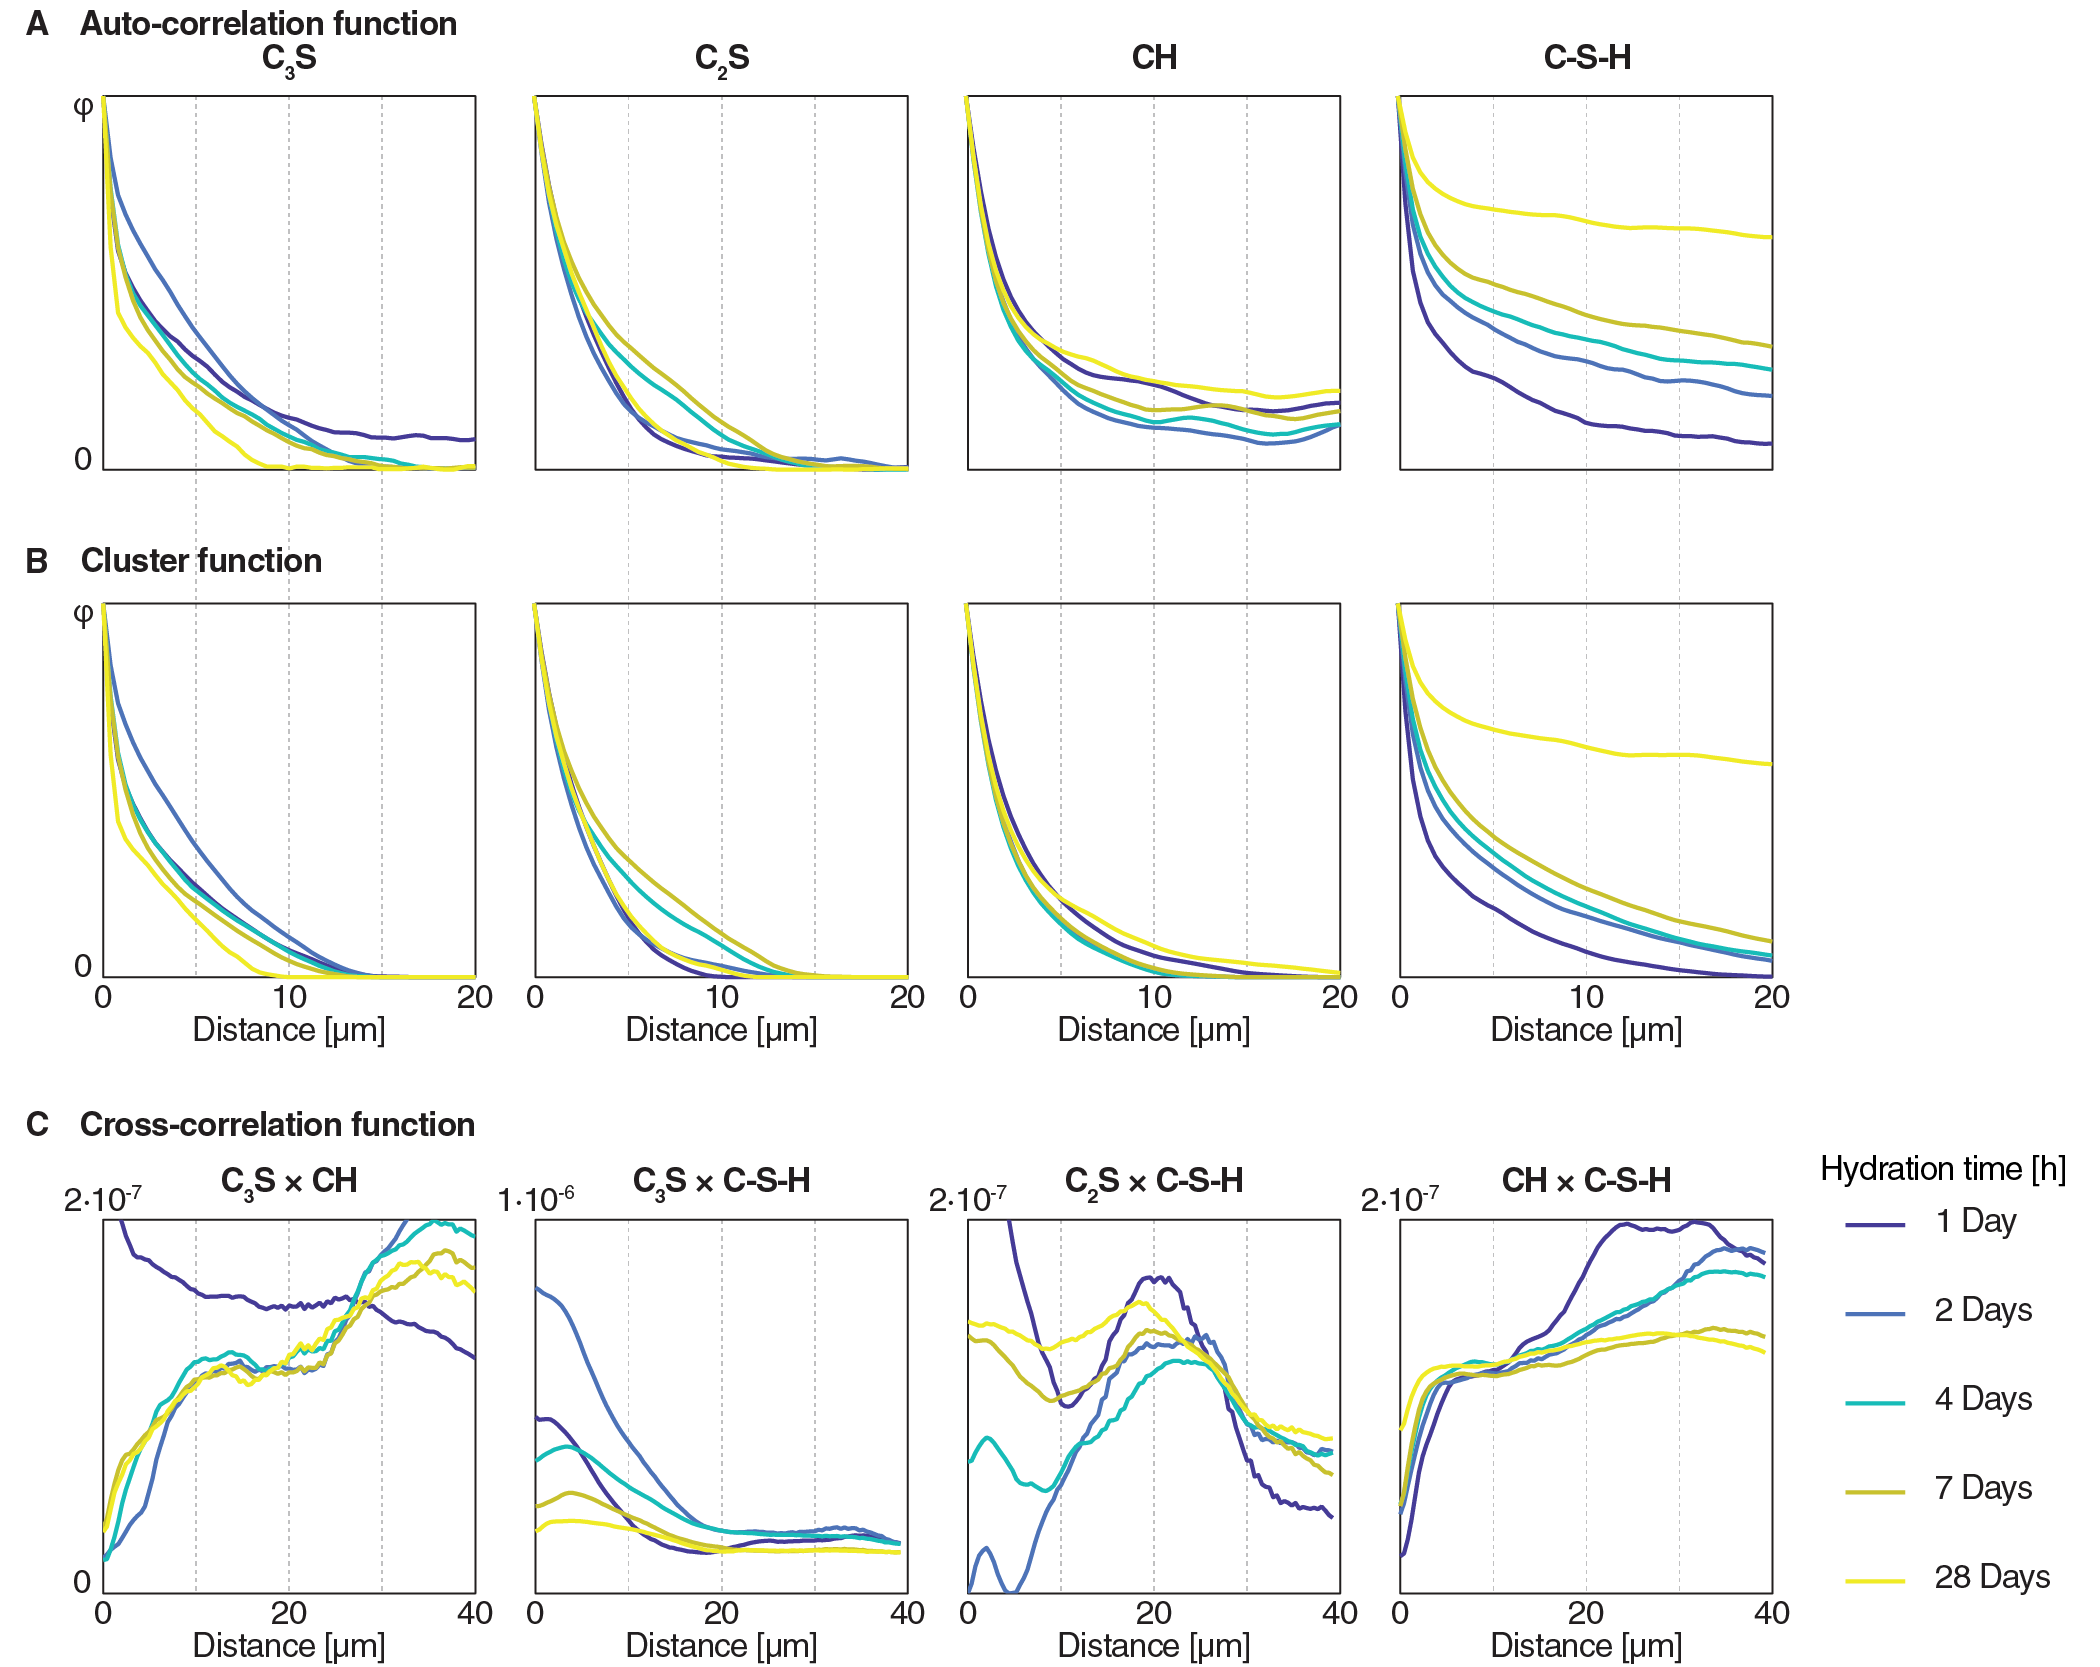 A Auto-correlation function
C₃S C₂S CH C-S-H
φ
0
B Cluster function
φ
0
0 10 20 0 10 20 0 10 20 0 10 20
Distance [µm] Distance [µm] Distance [µm] Distance [µm]
C Cross-correlation function
C₃S × CH C₃S × C-S-H C₂S × C-S-H CH × C-S-H
2·10⁻⁷ 1·10⁻⁶ 2·10⁻⁷ 2·10⁻⁷
0
0 20 40 0 20 40 0 20 40 0 20 40
Distance [µm] Distance [µm] Distance [µm] Distance [µm]
Hydration time [h]
1 Day
2 Days
4 Days
7 Days
28 Days